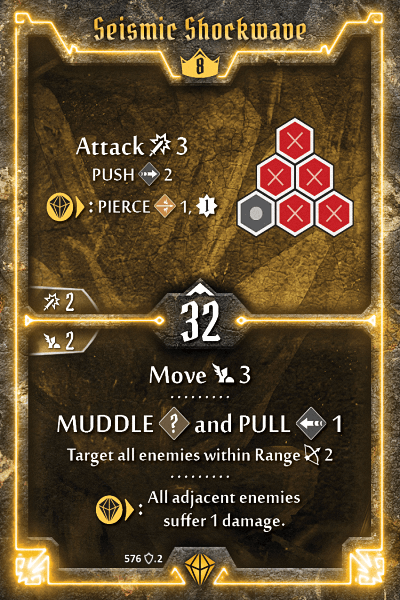 Seismic Shockwave
8
Attack 3
PUSH 2
: PIERCE 1,
2
32
2
Move 3
MUDDLE ? and PULL 1
Target all enemies within Range 2
: All adjacent enemies
suffer 1 damage.
576 .2